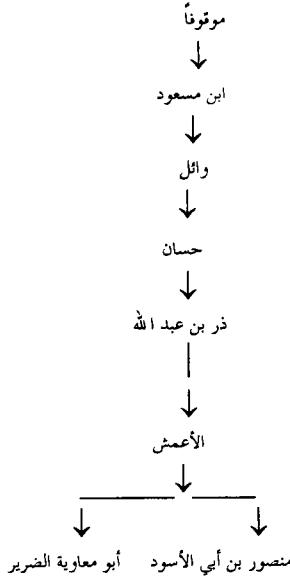 موقوفاً
ابن مسعود
وائل
حسان
ذر بن عبد الله
الأعمش
منصور بن أبي الأسود أبو معاوية الضرير